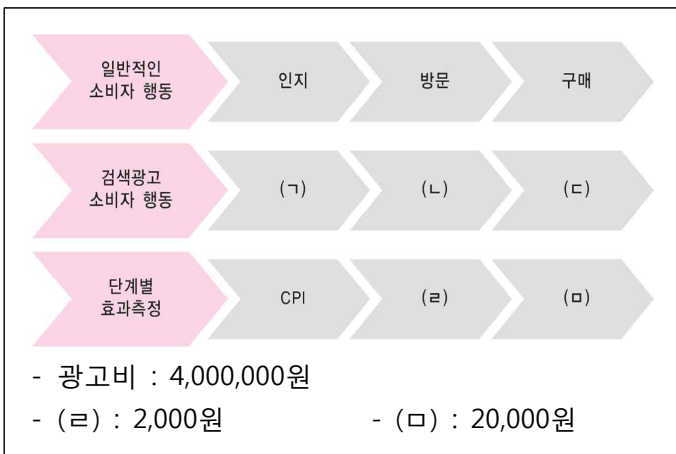 일반적인
소비자 행동
인지
방문
구매
검색광고
소비자 행동
(ㄱ)
(ㄴ)
(ㄷ)
단계별
효과측정
CPI
(ㄹ)
(ㅁ)
- 광고비 : 4,000,000원
- (ㄹ) : 2,000원 - (ㅁ) : 20,000원